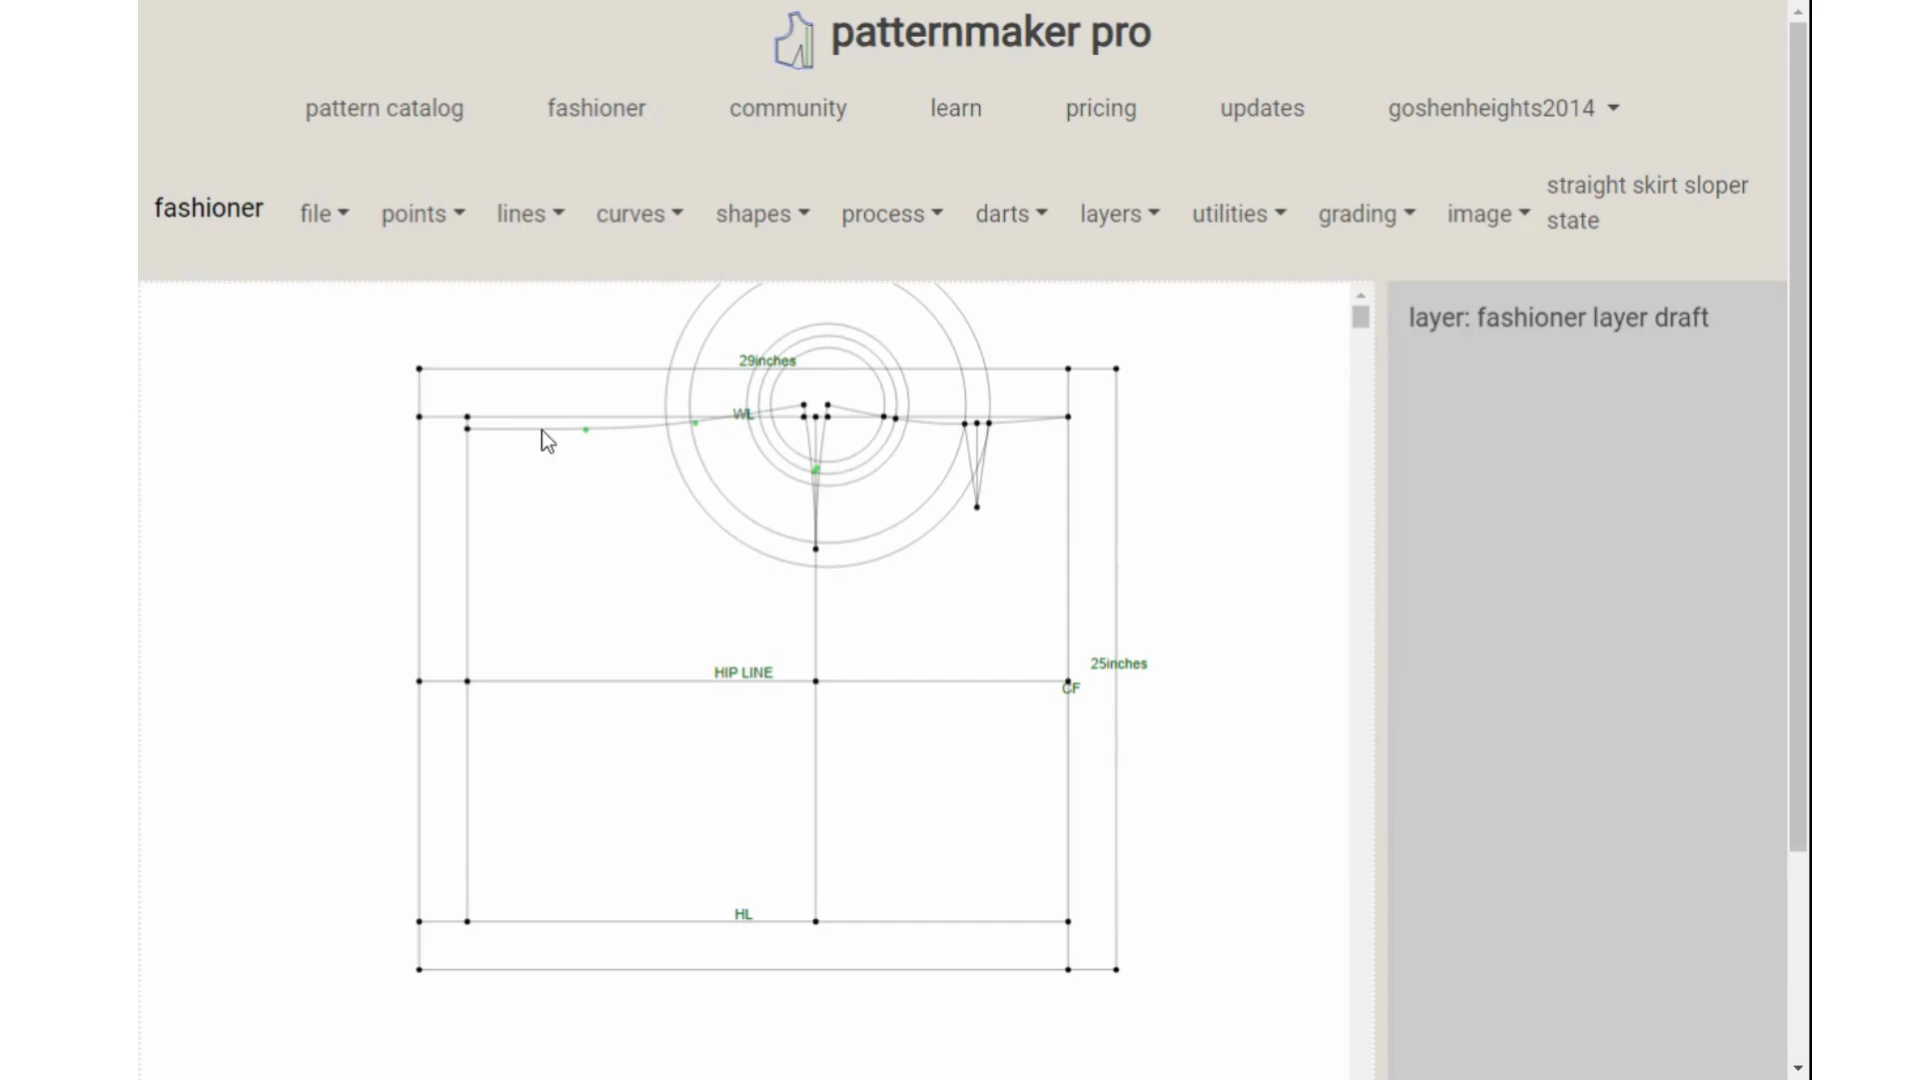 patternmaker pro
pattern catalog fashioner community learn pricing updates goshenheights2014
fashioner file points lines curves shapes process darts layers utilities grading image straight skirt sloper
state
layer: fashioner layer draft
29inches
WL
HIP LINE
25inches
CF
HL